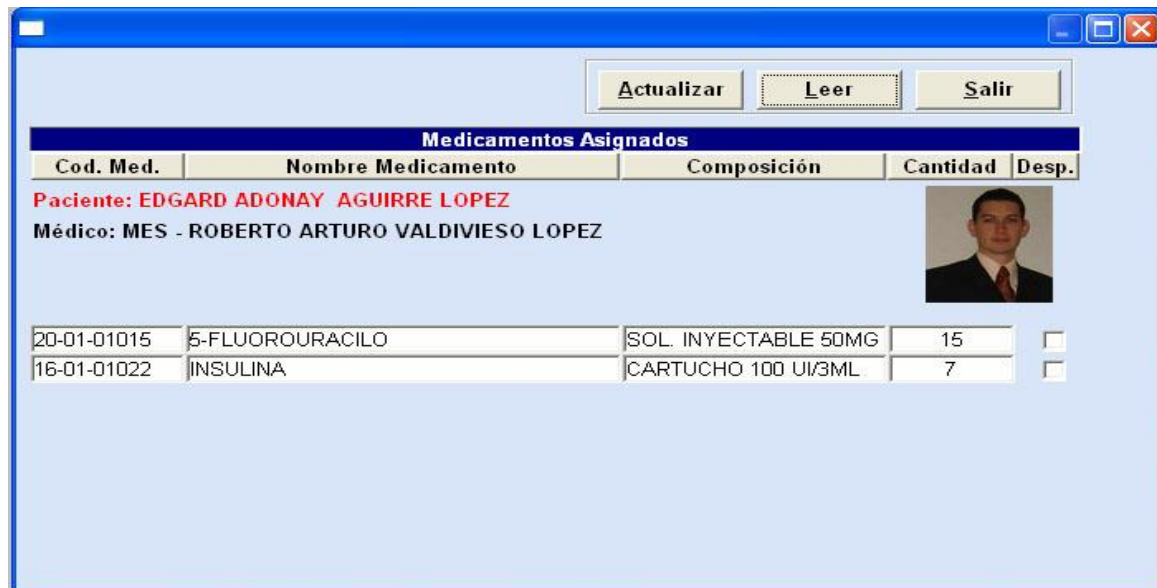 Actualizar Leer Salir
Medicamentos Asignados
Cod. Med. Nombre Medicamento Composición Cantidad Desp.
Paciente: EDGARD ADONAY AGUIRRE LOPEZ
Médico: MES - ROBERTO ARTURO VALDIVIESO LOPEZ
20-01-01015 5-FLUOROURACILO SOL. INYECTABLE 50MG 15
16-01-01022 INSULINA CARTUCHO 100 UI/3ML 7